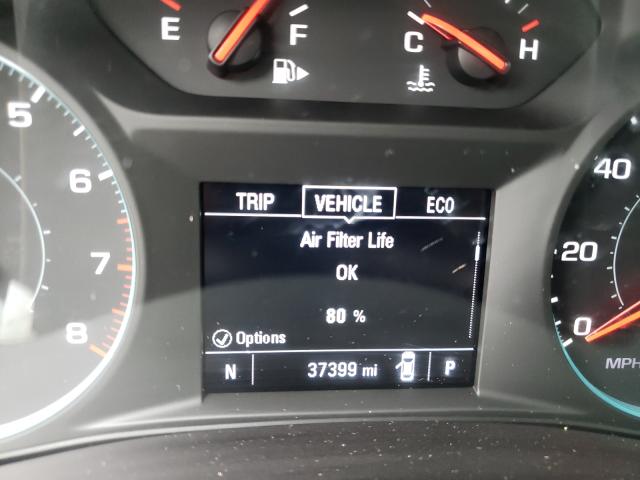 E F C H
5
6
7
8
TRIP VEHICLE ECO
Air Filter Life
OK
80 %
Options
N 37399 mi P
40
20
0
MPH